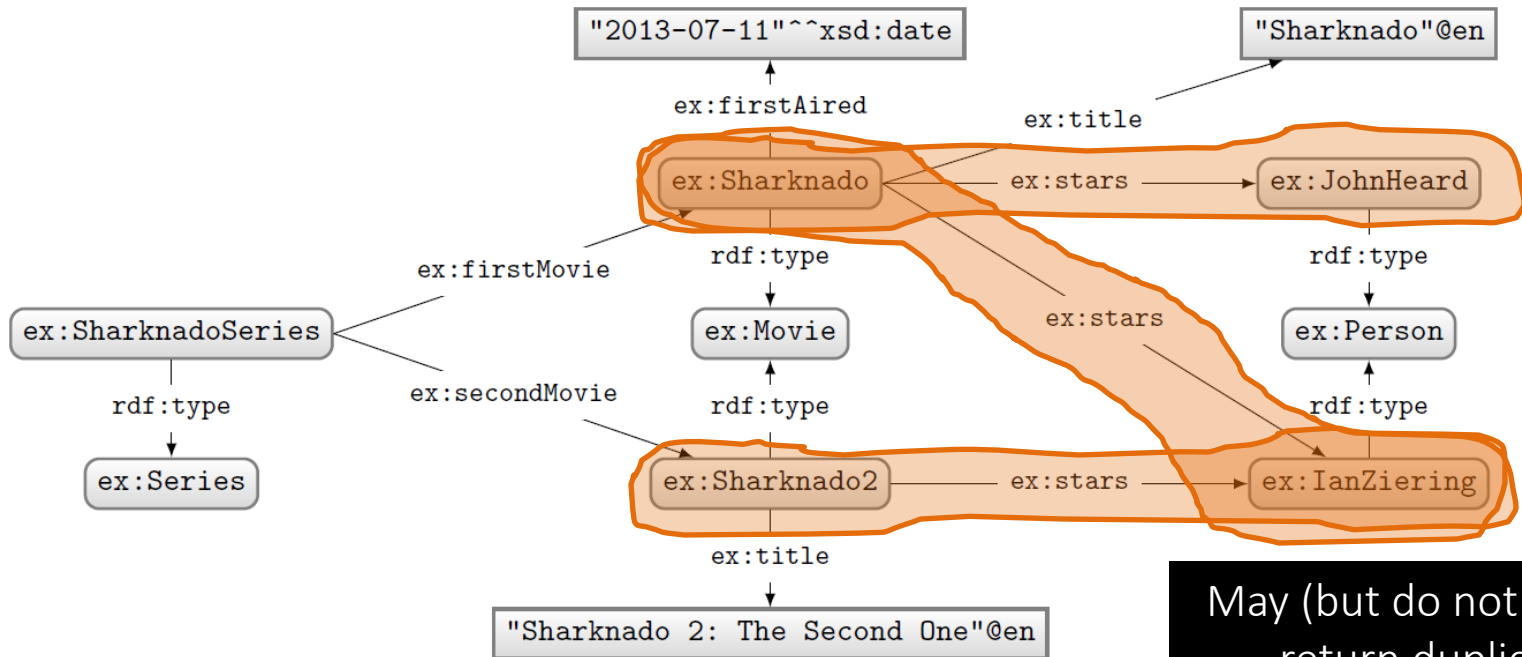 "2013-07-11"^^xsd:date
"Sharknado"@en
ex:firstAired
ex:title
ex:Sharknado
ex:stars
ex:JohnHeard
ex:firstMovie
rdf:type
rdf:type
ex:SharknadoSeries
ex:Movie
ex:stars
ex:Person
rdf:type
ex:secondMovie
rdf:type
rdf:type
ex:Series
ex:Sharknado2
ex:stars
ex:IanZiering
ex:title
"Sharknado 2: The Second One"@en
May (but do not
return